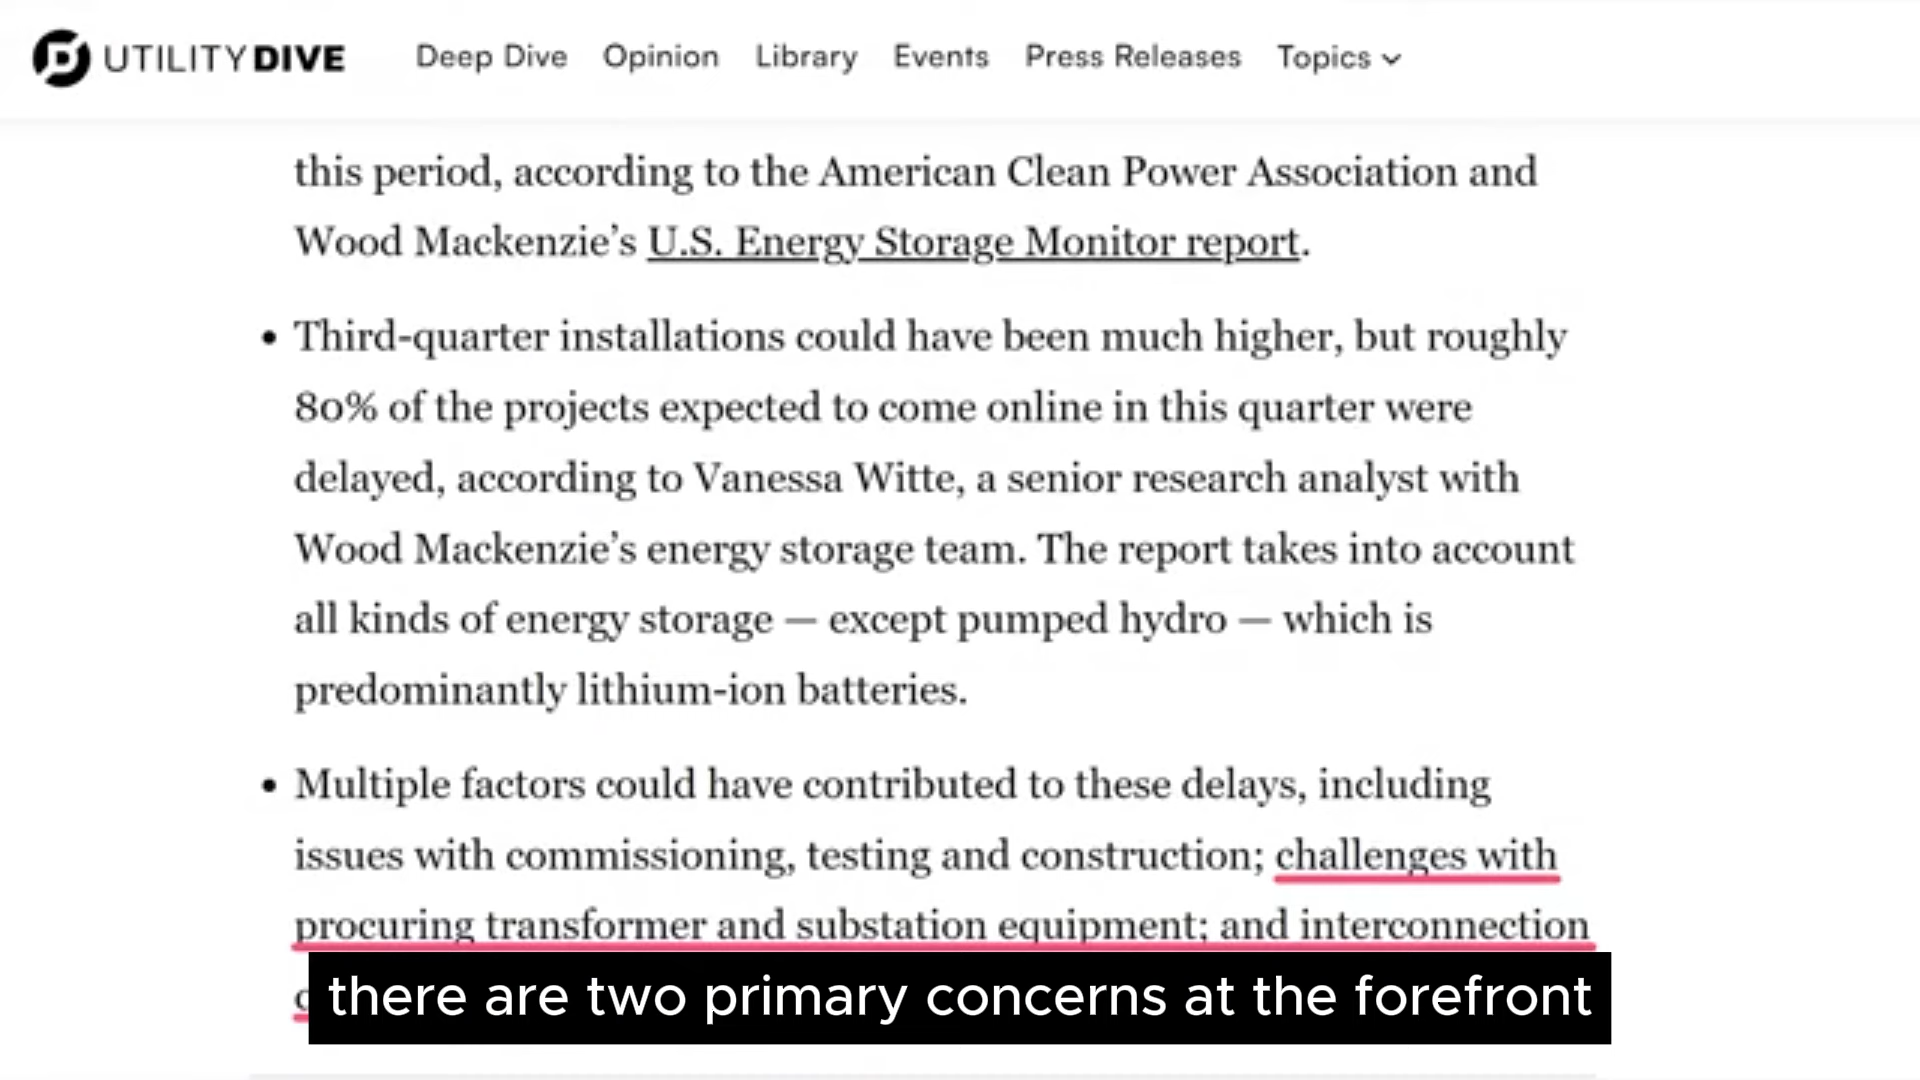 UTILITY DIVE Deep Dive Opinion Library Events Press Releases Topics
this period, according to the American Clean Power Association and
Wood Mackenzie’s U.S. Energy Storage Monitor report.
• Third-quarter installations could have been much higher, but roughly
80% of the projects expected to come online in this quarter were
delayed, according to Vanessa Witte, a senior research analyst with
Wood Mackenzie’s energy storage team. The report takes into account
all kinds of energy storage — except pumped hydro — which is
predominantly lithium-ion batteries.
• Multiple factors could have contributed to these delays, including
issues with commissioning, testing and construction; challenges with
procuring transformer and substation equipment; and interconnection
there are two primary concerns at the forefront